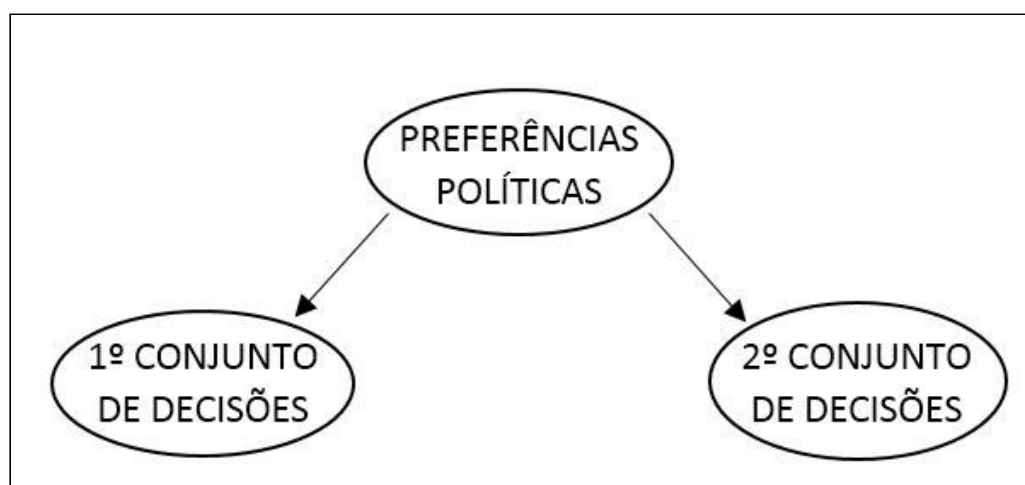 PREFERÊNCIAS
POLÍTICAS
1º CONJUNTO
DE DECISÕES
2º CONJUNTO
DE DECISÕES